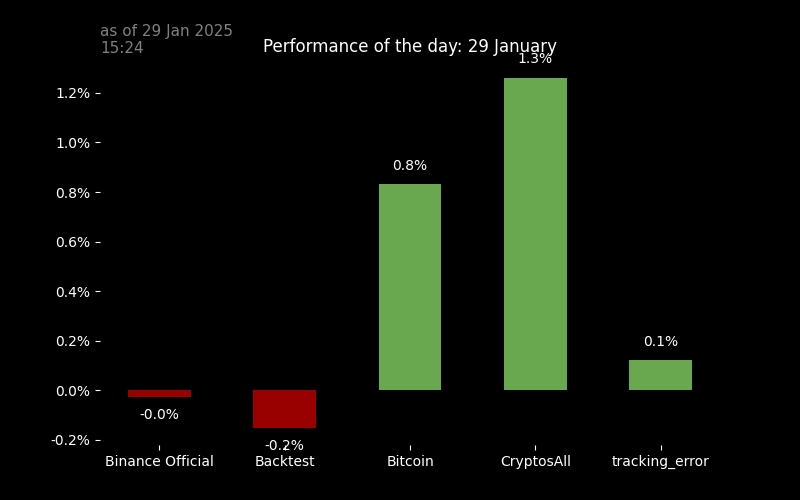 as of 29 Jan 2025
15:24
Performance of the day: 29 January
1.3%
1.2%
1.0%
0.8%
0.8%
0.6%
0.4%
0.2%
0.1%
0.0%
-0.0%
-0.2%
-0.2%
Binance Official
Backtest
Bitcoin
CryptosAll
tracking_error